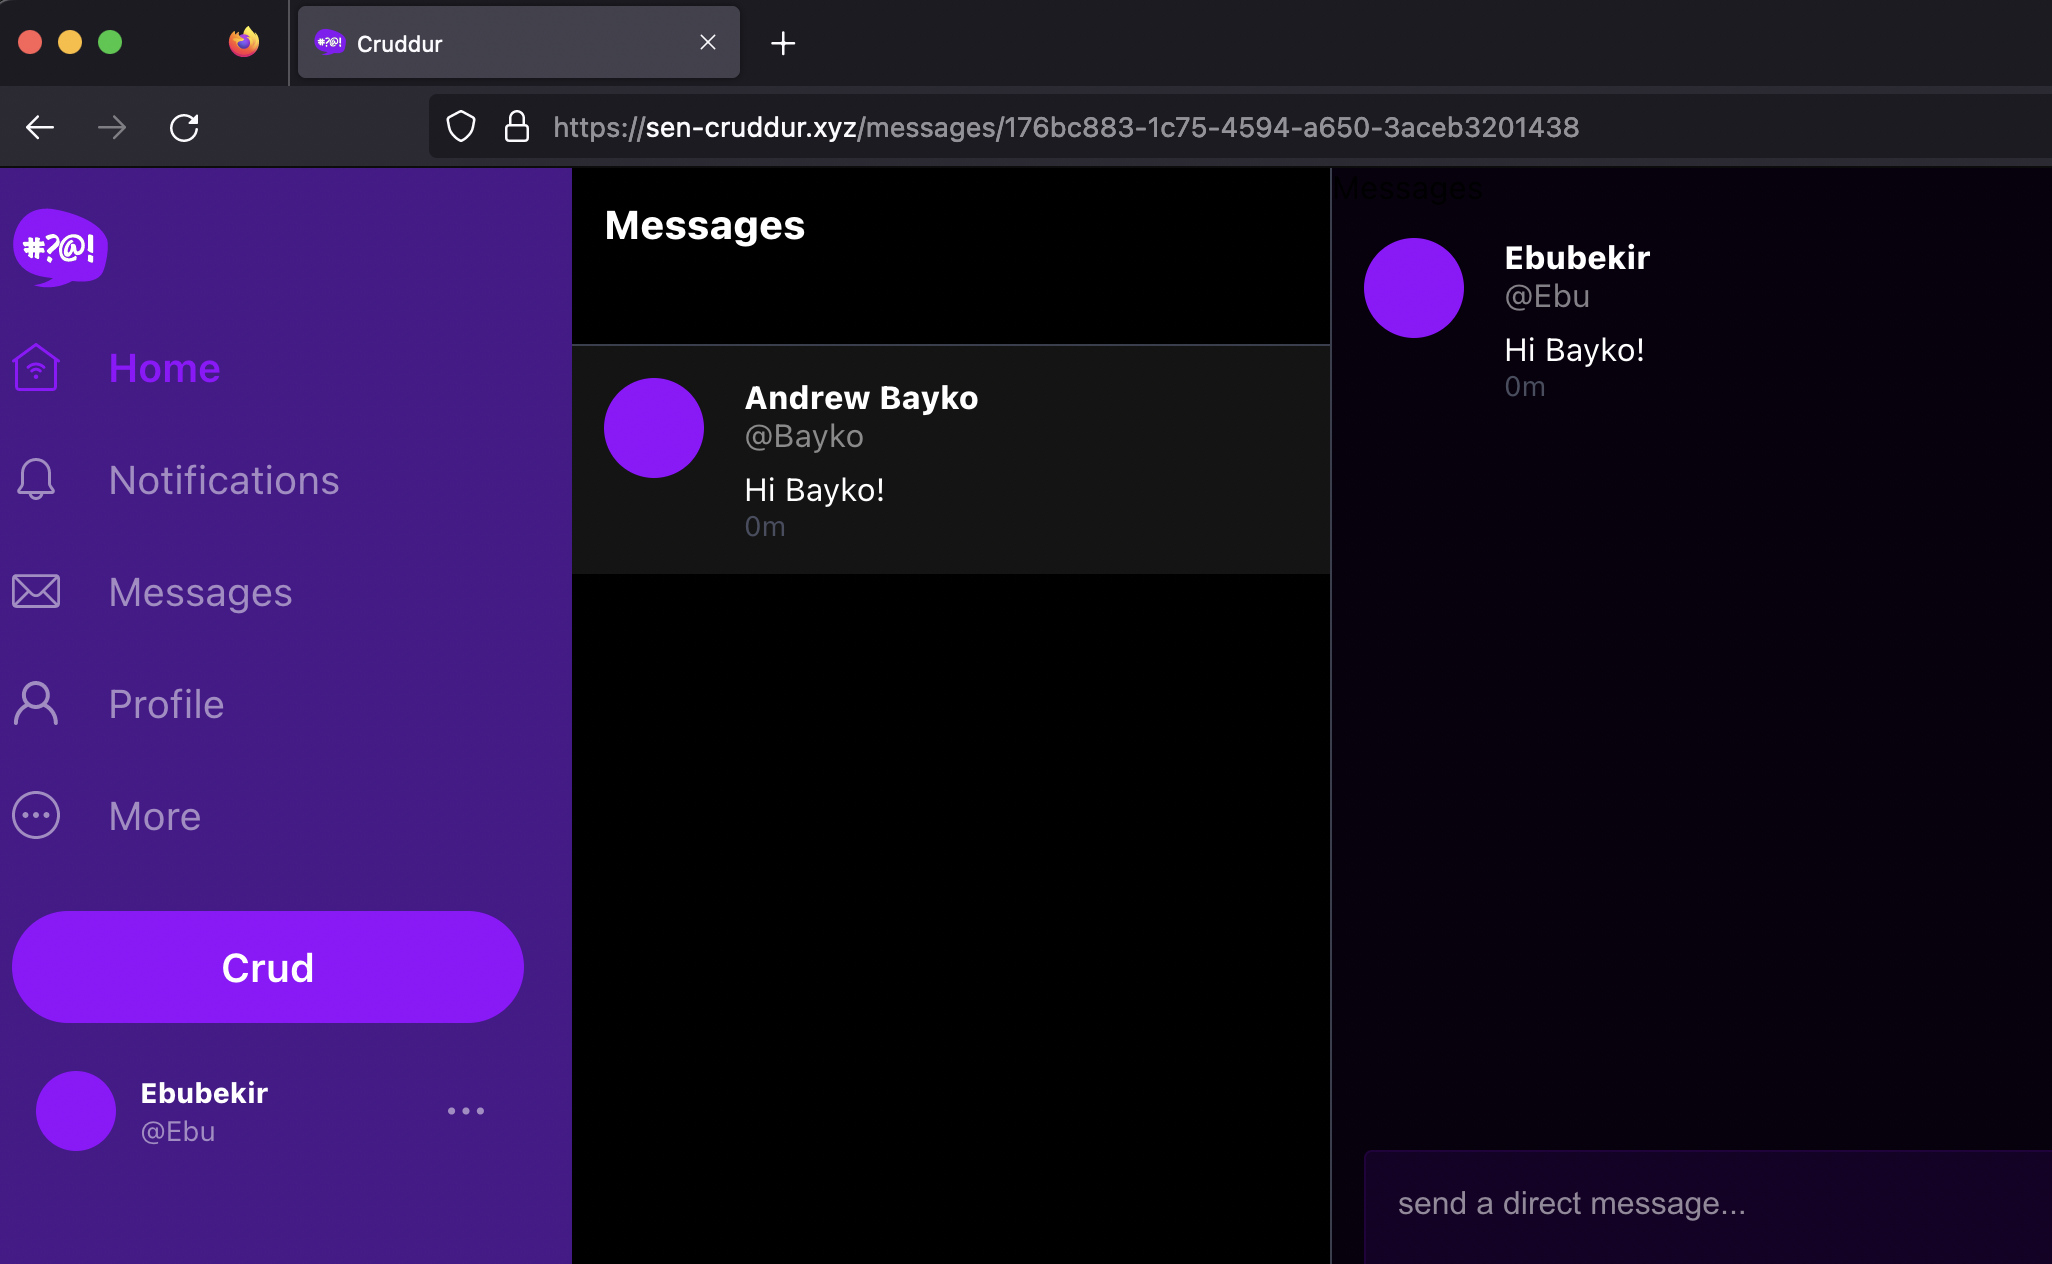 #?@!
Cruddur
https://sen-cruddur.xyz/messages/176bc883-1c75-4594-a650-3aceb3201438
#?@!
Home
Notifications
Messages
Profile
More
Crud
Ebubekir
@Ebu
Messages
Andrew Bayko
@Bayko
Hi Bayko!
0m
Messages
Ebubekir
@Ebu
Hi Bayko!
0m
send a direct message...